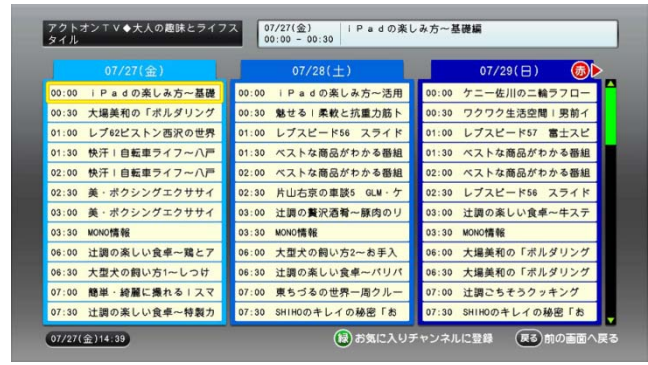 アクトオンTV◆大人の趣味とライフス
タイル
07/27(金)
00:00 - 00:30
iPadの楽しみ方~基礎編
07/27(金)
00:00 iPadの楽しみ方~基礎
00:30 大場美和の「ボルダリング
01:00 レブ62ピストン西沢の世界
01:30 快汗!自転車ライフ~八戸
02:00 快汗!自転車ライフ~八戸
02:30 美・ボクシングエクササイ
03:00 美・ボクシングエクササイ
03:30 MONO情報
06:00 辻調の楽しい食卓~鶏とア
06:30 大型犬の飼い方1~しつけ
07:00 簡単・綺麗に撮れる!スマ
07:30 辻調の楽しい食卓~特製カ
07/28(土)
00:00 iPadの楽しみ方~活用
00:30 魅せる!柔軟と抗重力筋ト
01:00 レブスピード56 スライド
01:30 ベストな商品がわかる番組
02:00 ベストな商品がわかる番組
02:30 片山右京の車談5 GLM・ケ
03:00 辻調の贅沢酒肴~豚肉のリ
03:30 MONO情報
06:00 大型犬の飼い方2~お手入
06:30 辻調の楽しい食卓~パリパ
07:00 東ちづるの世界一周クルー
07:30 SHIHOのキレイの秘密「お
07/29(日) 赤
00:00 ケニー佐川の二輪ラフロー
00:30 ワクワク生活空間!男前イ
01:00 レブスピード57 富士スピ
01:30 ベストな商品がわかる番組
02:00 ベストな商品がわかる番組
02:30 レブスピード56 スライド
03:00 辻調の楽しい食卓~牛ステ
03:30 MONO情報
06:00 大場美和の「ボルダリング
06:30 大場美和の「ボルダリング
07:00 辻調ごちそうクッキング
07:30 SHIHOのキレイの秘密「お
07/27(金)14:39
緑 お気に入りチャンネルに登録
戻る 前の画面へ戻る